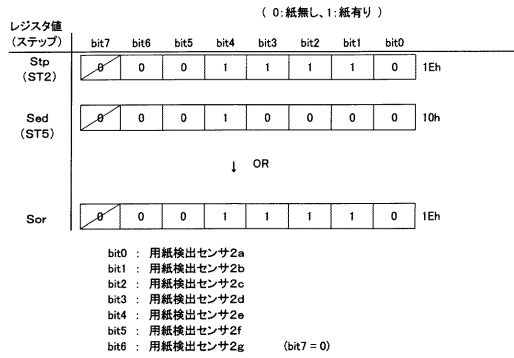 ( 0:紙無し、1:紙有り )
レジスタ値
(ステップ) bit7 bit6 bit5 bit4 bit3 bit2 bit1 bit0
Stp
(ST2) 0 0 0 1 1 1 1 0 1Eh
Sed
(ST5) 0 0 0 1 0 0 0 0 10h
↓ OR
Sor 0 0 0 1 1 1 1 0 1Eh
bit0 : 用紙検出センサ2a
bit1 : 用紙検出センサ2b
bit2 : 用紙検出センサ2c
bit3 : 用紙検出センサ2d
bit4 : 用紙検出センサ2e
bit5 : 用紙検出センサ2f
bit6 : 用紙検出センサ2g (bit7 = 0)